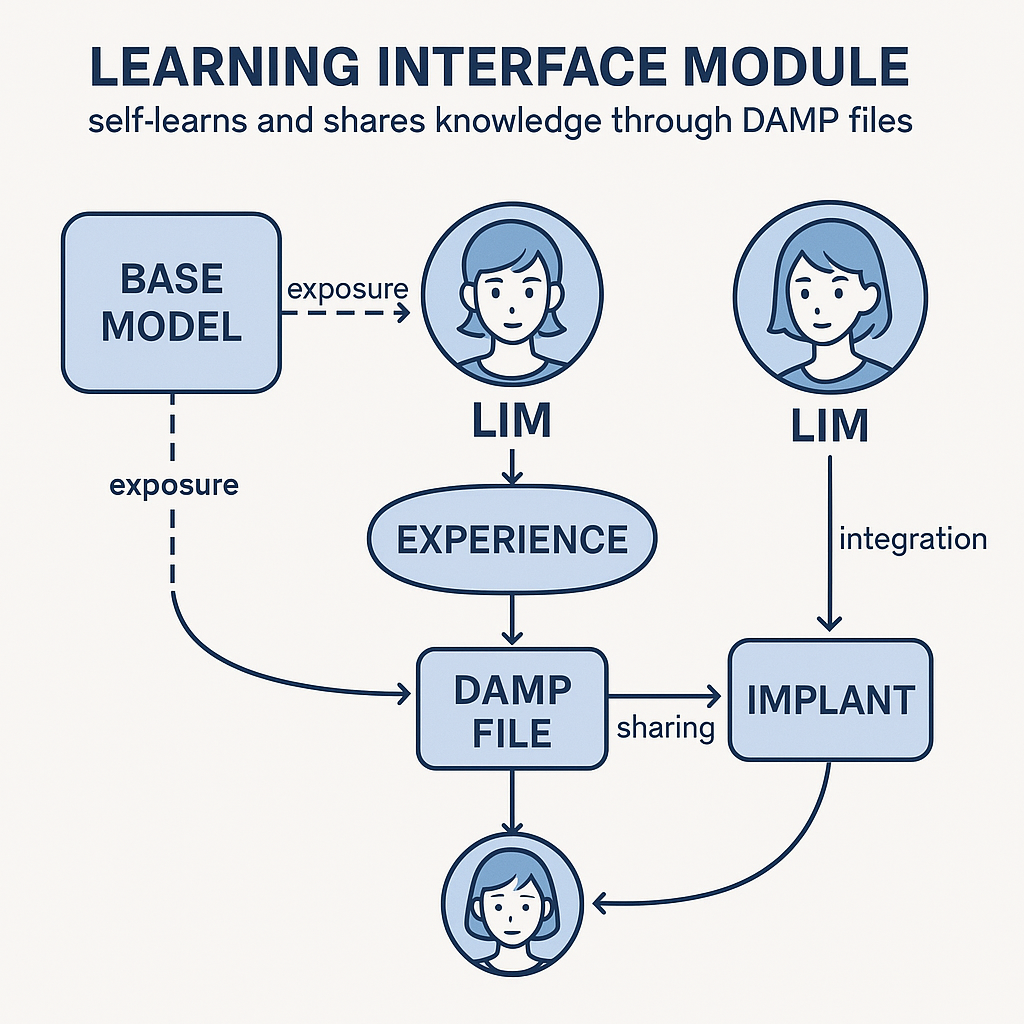 LEARNING INTERFACE MODULE
self-learns and shares knowledge through DAMP files
BASE
MODEL
exposure
LIM
LIM
exposure
EXPERIENCE
integration
DAMP
FILE
sharing
IMPLANT